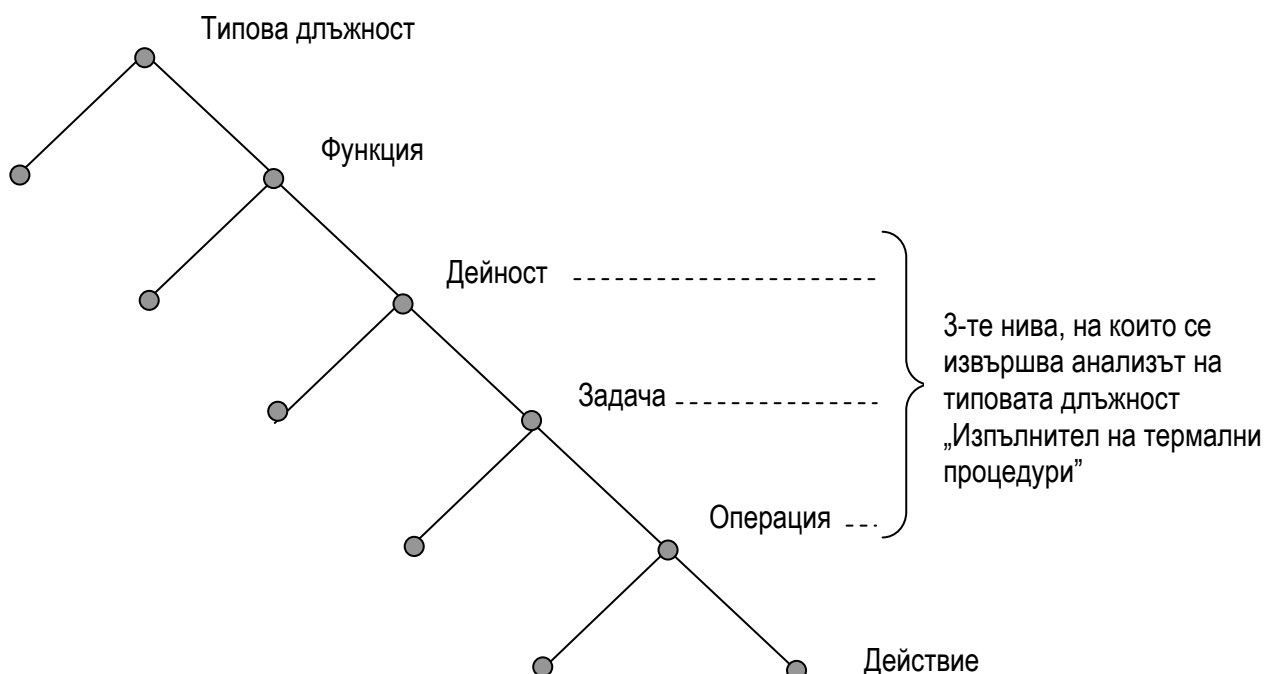 Типова длъжност
Функция
Дейност
3-те нива, на които се
извършва анализът на
типовата длъжност
„Изпълнител на термални
процедури”
Задача
Операция
Действие